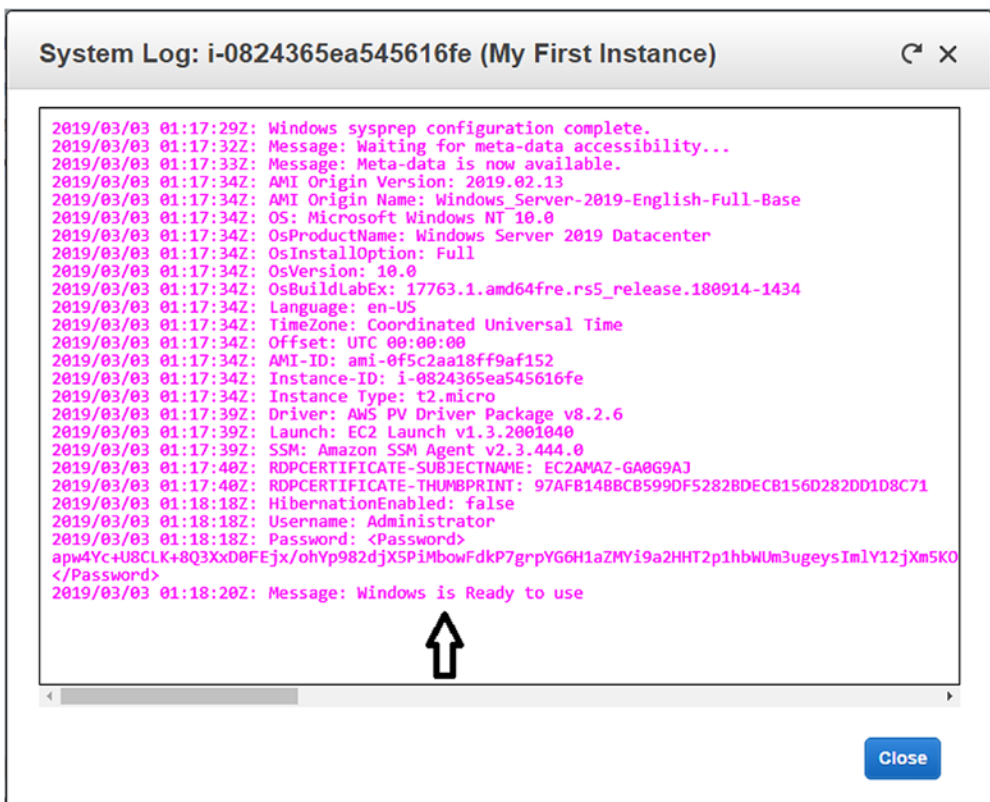 System Log: i-0824365ea545616fe (My First Instance)
2019/03/03 01:17:29Z: Windows sysprep configuration complete.
2019/03/03 01:17:32Z: Message: Waiting for meta-data accessibility...
2019/03/03 01:17:33Z: Message: Meta-data is now available.
2019/03/03 01:17:34Z: AMI Origin Version: 2019.02.13
2019/03/03 01:17:34Z: AMI Origin Name: Windows_Server-2019-English-Full-Base
2019/03/03 01:17:34Z: OS: Microsoft Windows NT 10.0
2019/03/03 01:17:34Z: OsProductName: Windows Server 2019 Datacenter
2019/03/03 01:17:34Z: OsInstallOption: Full
2019/03/03 01:17:34Z: OsVersion: 10.0
2019/03/03 01:17:34Z: OsBuildLabEx: 17763.1.amd64fre.rs5_release.180914-1434
2019/03/03 01:17:34Z: Language: en-US
2019/03/03 01:17:34Z: TimeZone: Coordinated Universal Time
2019/03/03 01:17:34Z: Offset: UTC 00:00:00
2019/03/03 01:17:34Z: AMI-ID: ami-0f5c2aa18ff9af152
2019/03/03 01:17:34Z: Instance-ID: i-0824365ea545616fe
2019/03/03 01:17:34Z: Instance Type: t2.micro
2019/03/03 01:17:39Z: Driver: AWS PV Driver Package v8.2.6
2019/03/03 01:17:39Z: Launch: EC2 Launch v1.3.2001040
2019/03/03 01:17:39Z: SSM: Amazon SSM Agent v2.3.444.0
2019/03/03 01:17:40Z: RDPCERTIFICATE-SUBJECTNAME: EC2AMAZ-GA0G9AJ
2019/03/03 01:17:40Z: RDPCERTIFICATE-THUMBPRINT: 97AFB14BBCB599DF5282BDECB156D282DD1D8C71
2019/03/03 01:18:18Z: HibernationEnabled: false
2019/03/03 01:18:18Z: Username: Administrator
2019/03/03 01:18:18Z: Password: <Password>
apw4Yc+U8CLK+8Q3XxD0FEjx/ohYp982djX5PiMbowFdkP7grpYG6H1aZMYi9a2HHT2p1hbWUm3ugeysImlY12jXm5KO
</Password>
2019/03/03 01:18:20Z: Message: Windows is Ready to use
Close